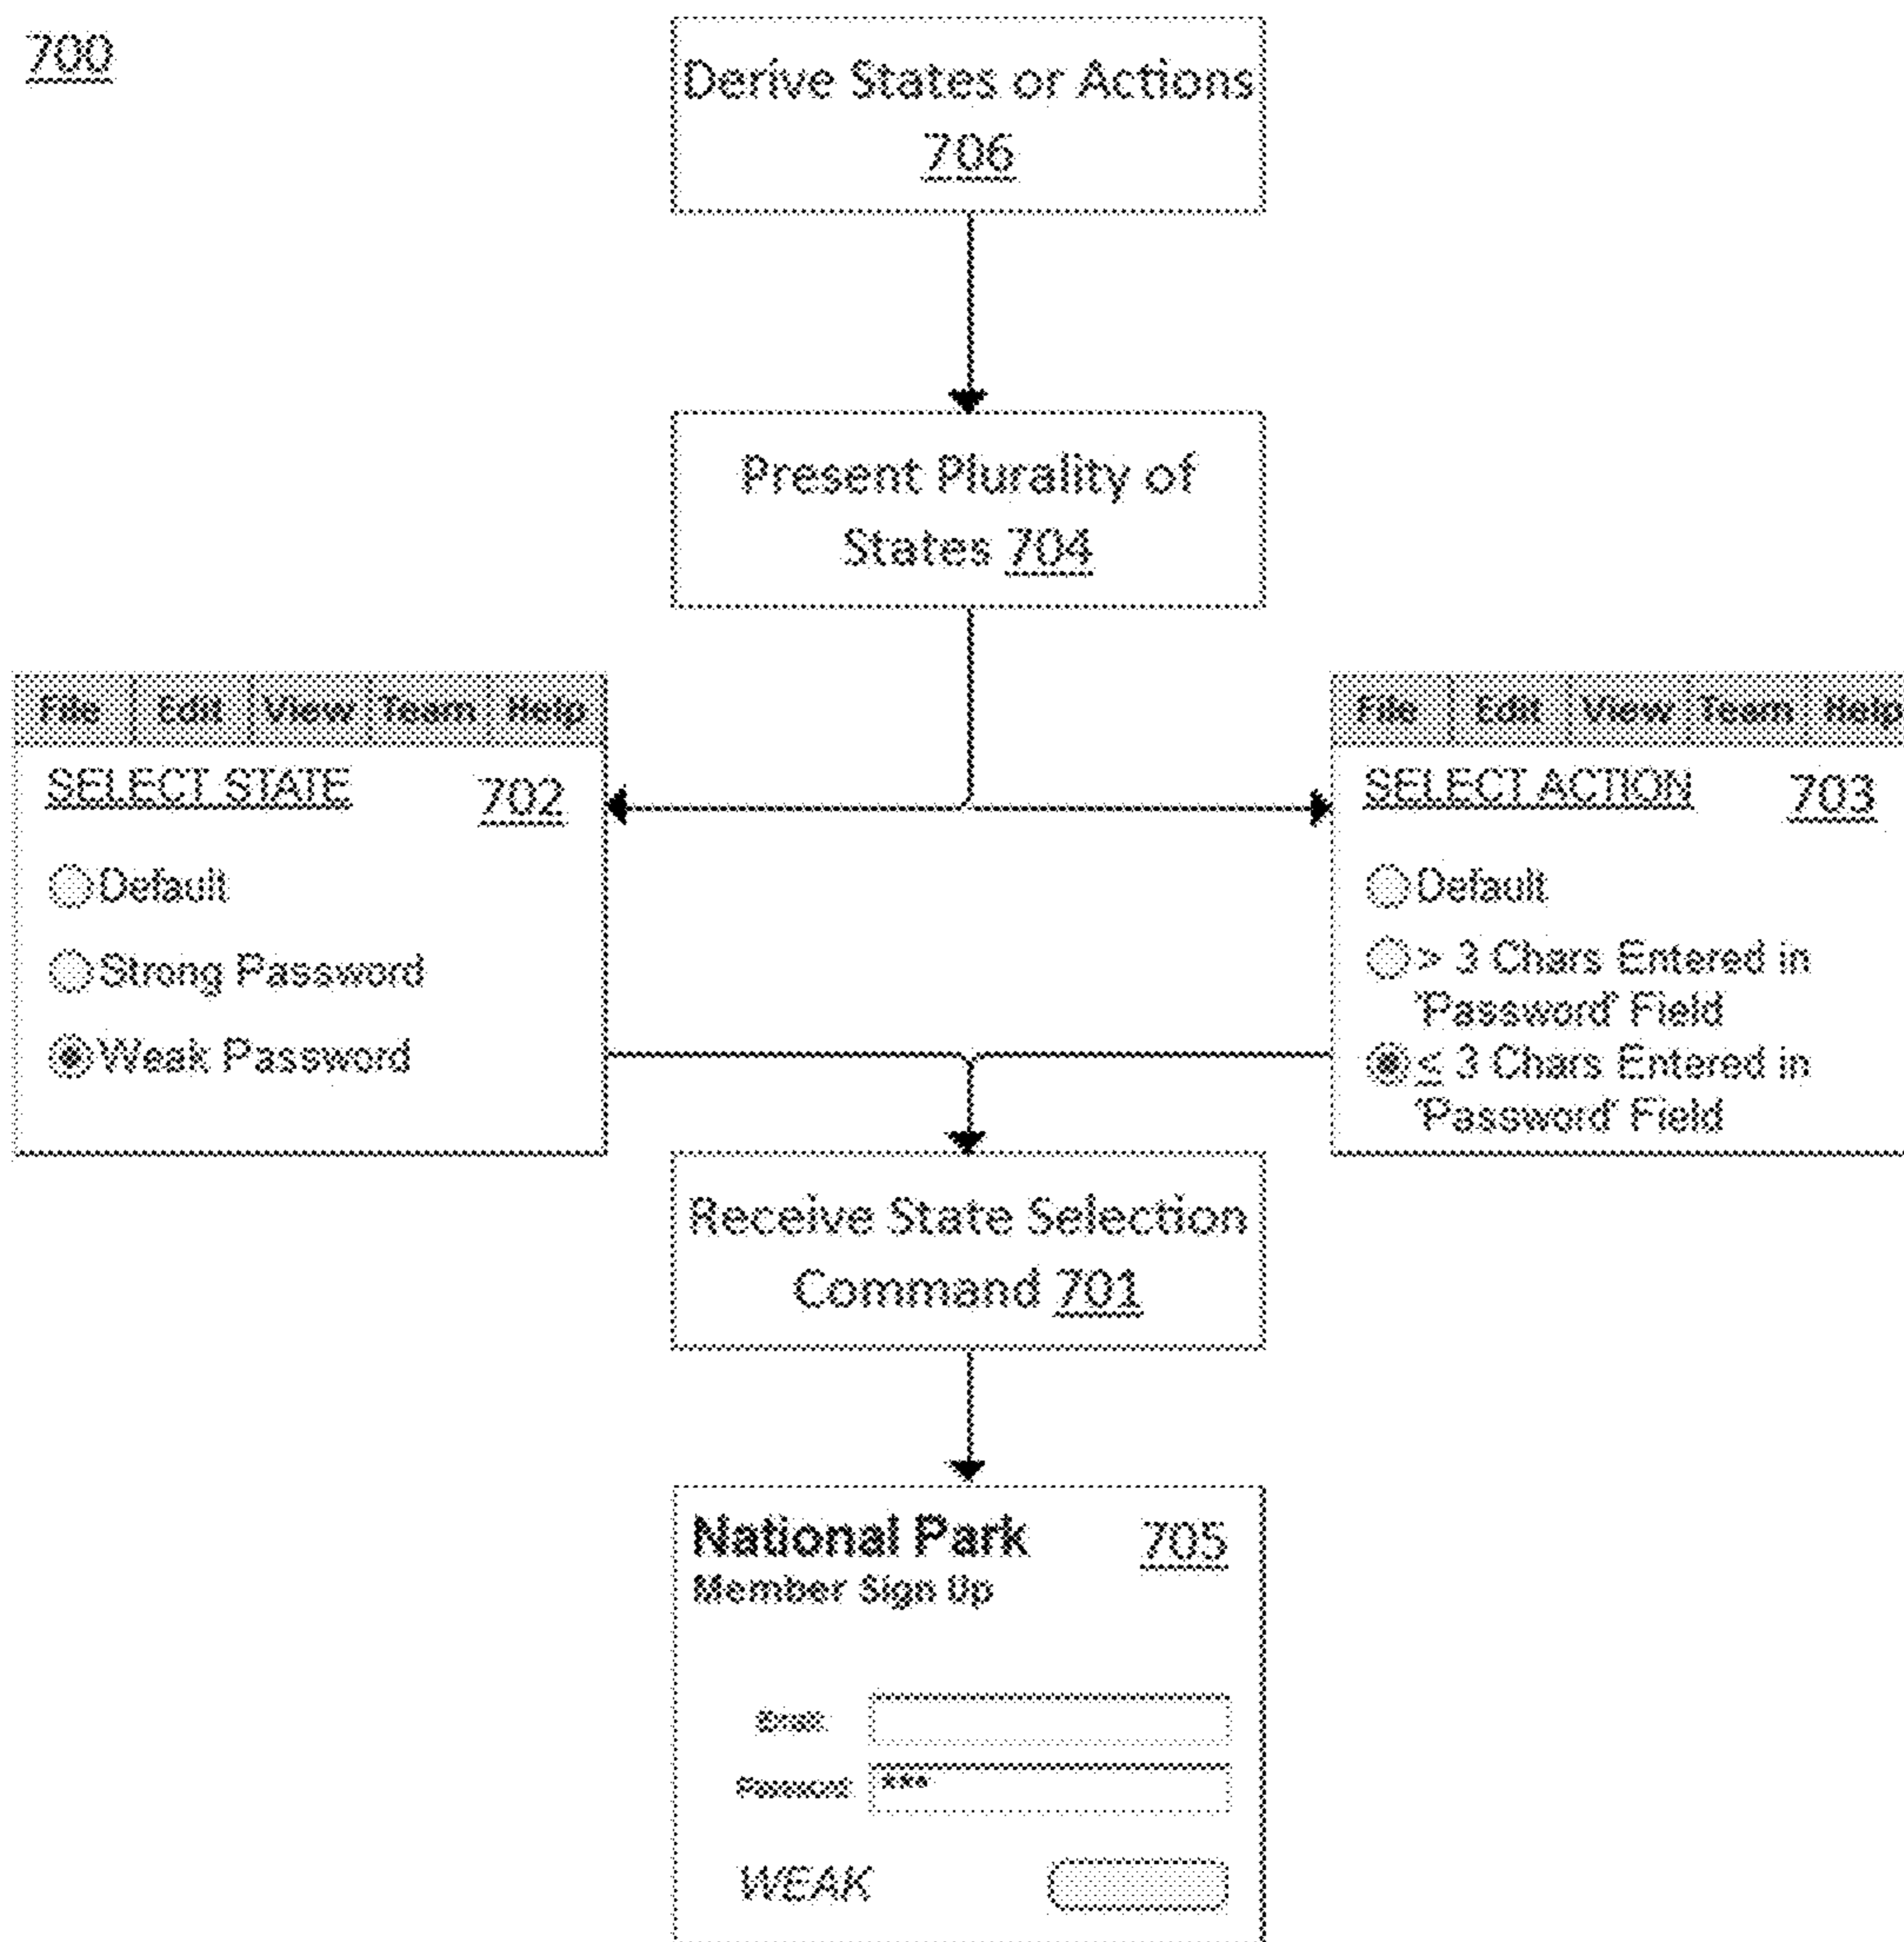 700
Derive States or Actions
706
Present Plurality of
States 704
File Edit View Team Help
SELECT STATE 702
Default
Strong Password
Weak Password
File Edit View Team Help
SELECT ACTION 703
Default
> 3 Chars Entered in
'Password' Field
≤ 3 Chars Entered in
'Password' Field
Receive State Selection
Command 701
National Park 705
Member Sign Up
Email:
Password:
***
WEAK